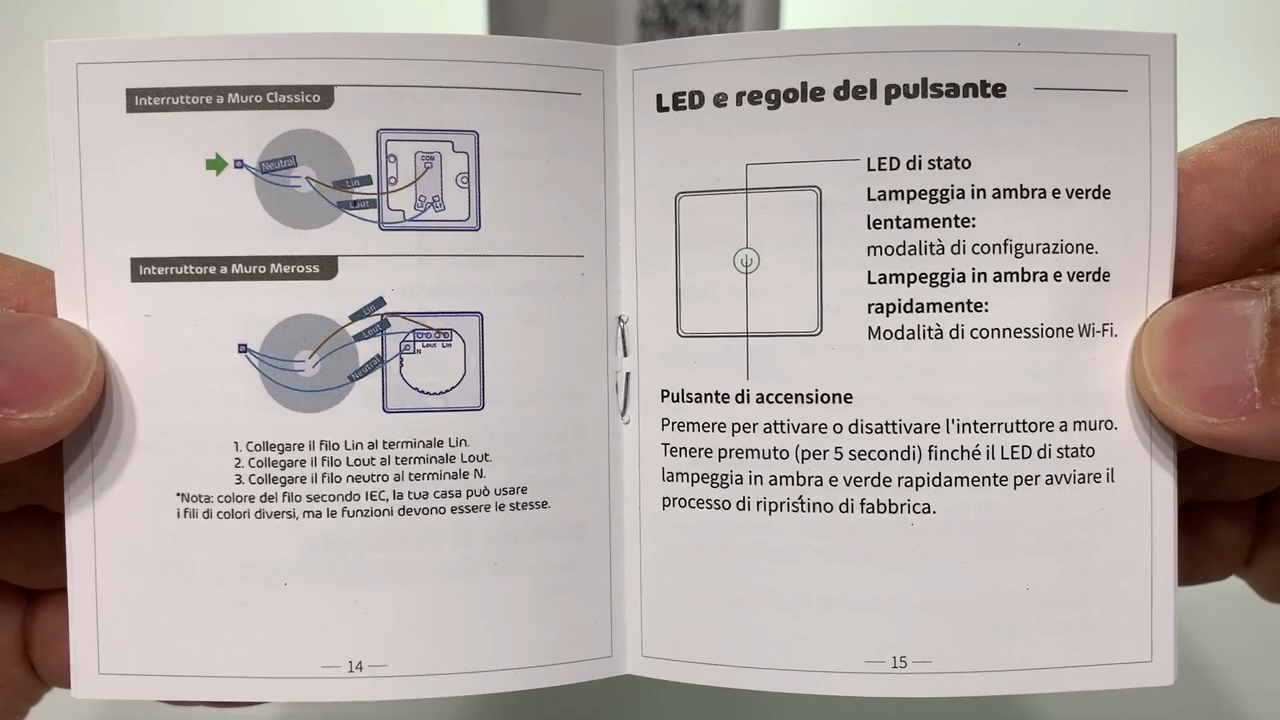 Interruttore a Muro Classico
Neutral
Lin
Lout
COM
L2
L1
Interruttore a Muro Meross
Lin
Lout
Neutral
N
Lout Lin
1. Collegare il filo Lin al terminale Lin.
2. Collegare il filo Lout al terminale Lout.
3. Collegare il filo neutro al terminale N.
*Nota: colore del filo secondo IEC, la tua casa può usare
i fili di colori diversi, ma le funzioni devono essere le stesse.
14
LED e regole del pulsante
LED di stato
Lampeggia in ambra e verde
lentamente:
modalità di configurazione.
Lampeggia in ambra e verde
rapidamente:
Modalità di connessione Wi-Fi.
Pulsante di accensione
Premere per attivare o disattivare l'interruttore a muro.
Tenere premuto (per 5 secondi) finché il LED di stato
lampeggia in ambra e verde rapidamente per avviare il
processo di ripristino di fabbrica.
15